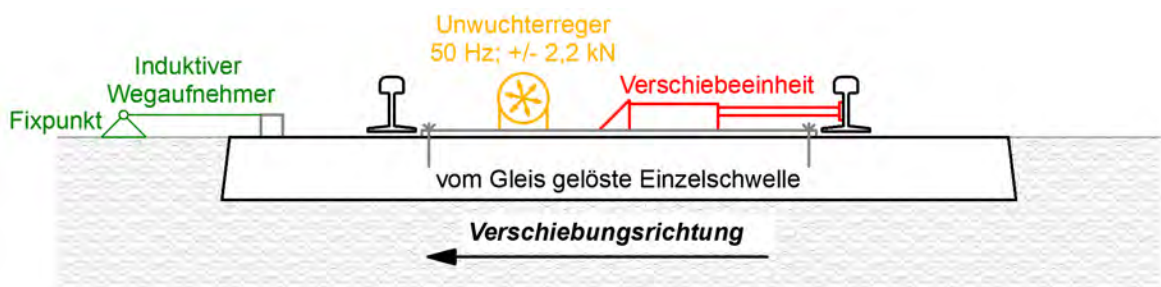 Unwuchterreger
50 Hz; +/- 2,2 kN
Induktiver
Wegaufnehmer
Verschiebeeinheit
Fixpunkt
vom Gleis gelöste Einzelschwelle
Verschiebungsrichtung